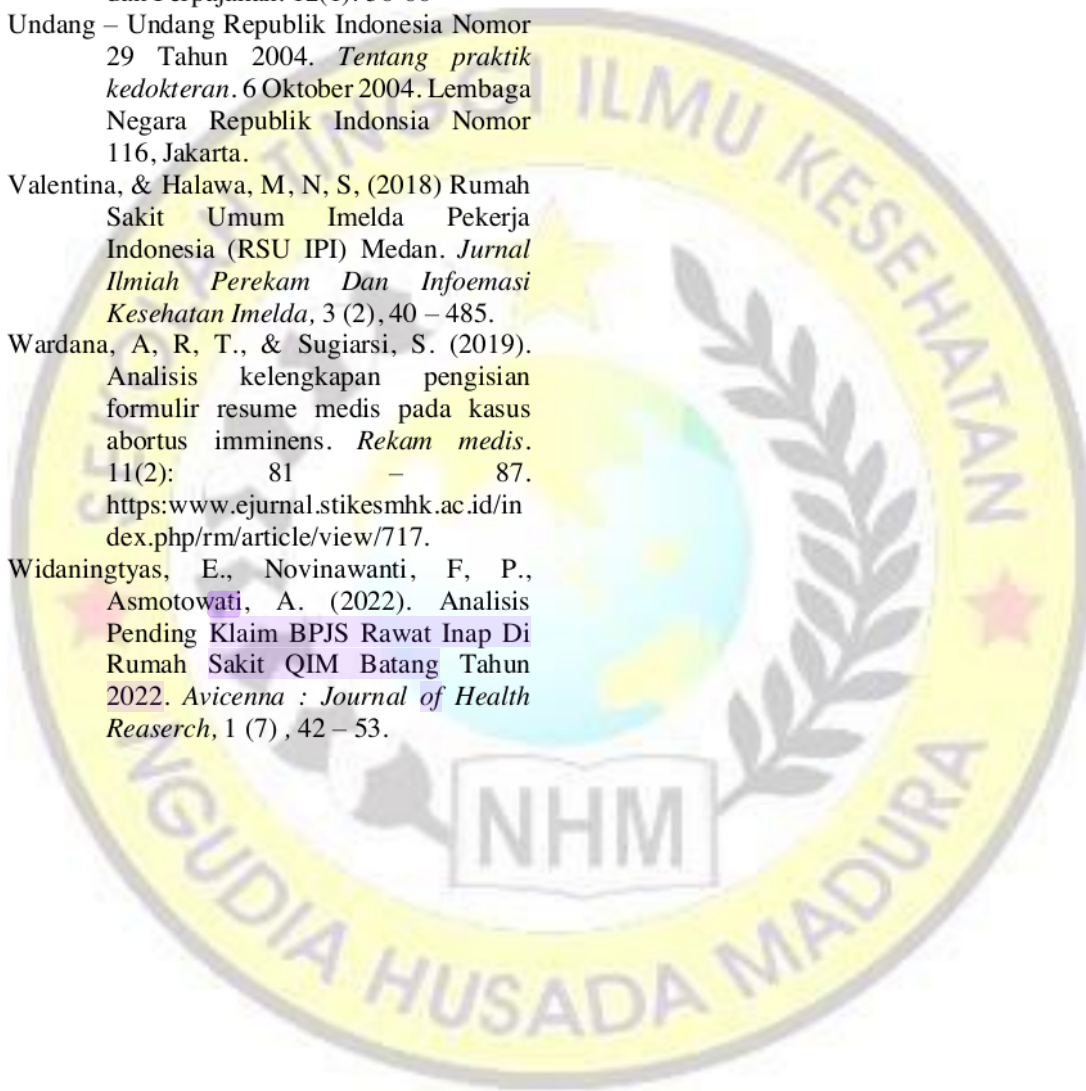 Undang – Undang Republik Indonesia Nomor
29 Tahun 2004. Tentang praktik
kedokteran. 6 Oktober 2004. Lembaga
Negara Republik Indonsia Nomor
116, Jakarta.
Valentina, & Halawa, M, N, S, (2018) Rumah
Sakit Umum Imelda Pekerja
Indonesia (RSU IPI) Medan. Jurnal
Ilmiah Perekam Dan Infoemasi
Kesehatan Imelda, 3 (2), 40 – 485.
Wardana, A, R, T., & Sugiarsi, S. (2019).
Analisis kelengkapan pengisian
formulir resume medis pada kasus
abortus imminens. Rekam medis.
11(2): 81 – 87.
https:www.ejurnal.stikesmhk.ac.id/in
dex.php/rm/article/view/717.
Widaningtyas, E., Novinawanti, F, P.,
Asmotowati, A. (2022). Analisis
Pending Klaim BPJS Rawat Inap Di
Rumah Sakit QIM Batang Tahun
2022. Avicenna : Journal of Health
Reaserch, 1 (7) , 42 – 53.
SEKOLAH TINGGI ILMU KESEHATAN
NHM
NGUDIA HUSADA MADURA